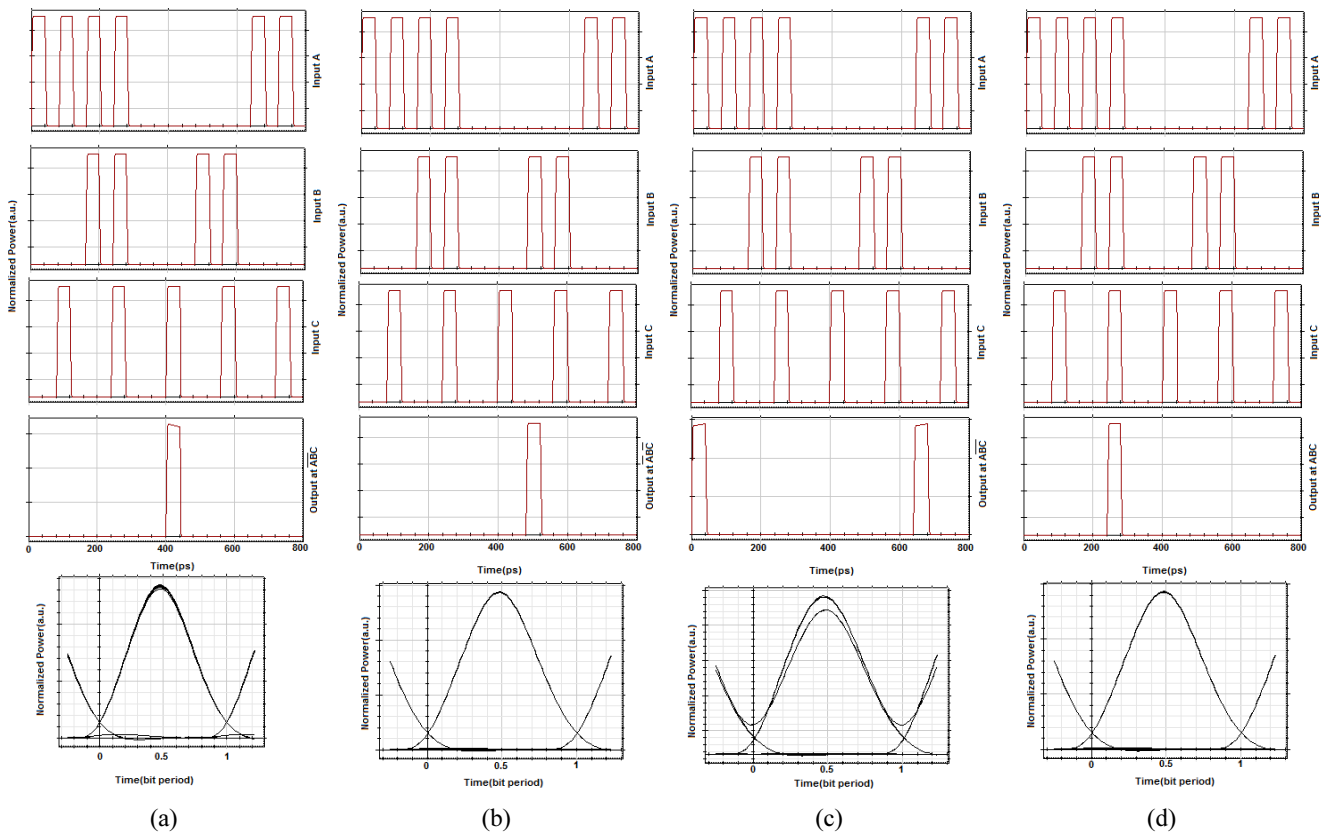 Normalized Power(a.u.)
Input A
Input B
Input C
Output at A̅B̅C
0 200 400 600 800
Time(ps)
Normalized Power(a.u.)
0 0.5 1
Time(bit period)
(a)
Normalized Power(a.u.)
Input A
Input B
Input C
Output at A̅BC̅
0 200 400 600 800
Time(ps)
Normalized Power(a.u.)
0 0.5 1
Time(bit period)
(b)
Normalized Power(a.u.)
Input A
Input B
Input C
Output at AB̅C̅
0 200 400 600 800
Time(ps)
Normalized Power(a.u.)
0 0.5 1
Time(bit period)
(c)
Normalized Power(a.u.)
Input A
Input B
Input C
Output at ABC
0 200 400 600 800
Time(ps)
Normalized Power(a.u.)
0 0.5 1
Time(bit period)
(d)